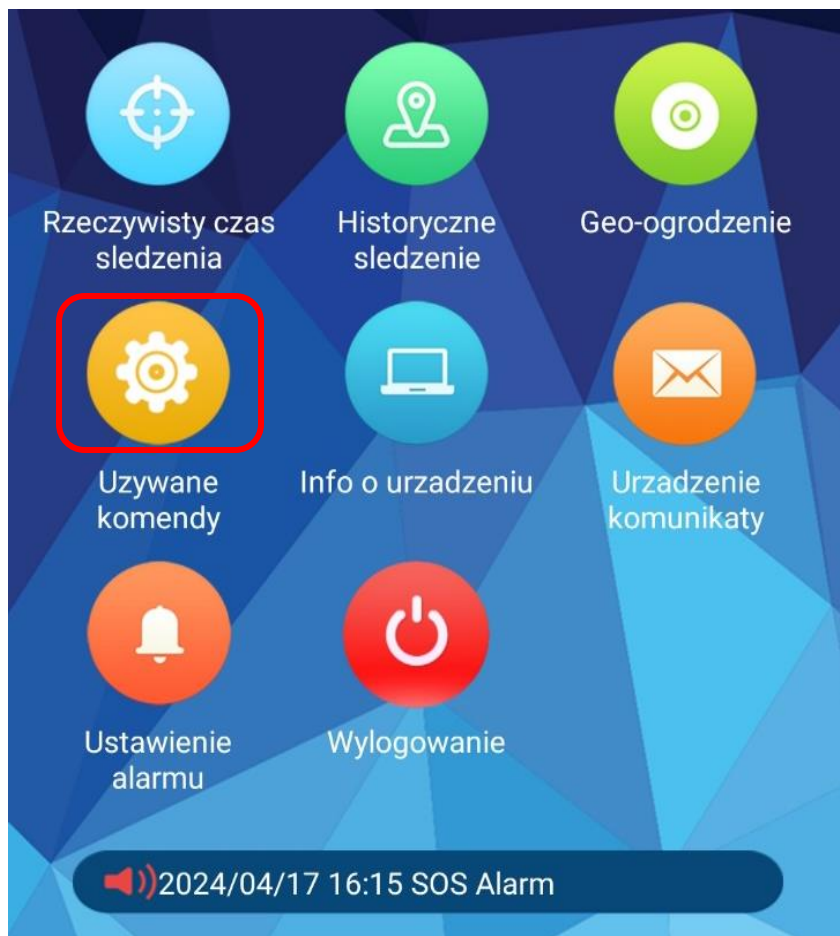 Rzeczywisty czas
sledzenia
Historyczne
sledzenie
Geo-ogrodzenie
Uzywane
komendy
Info o urzadzeniu
Urzadzenie
komunikaty
Ustawienie
alarmu
Wylogowanie
2024/04/17 16:15 SOS Alarm